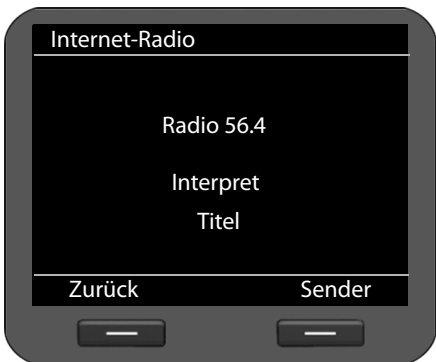 Internet-Radio
Radio 56.4
Interpret
Titel
Zurück Sender